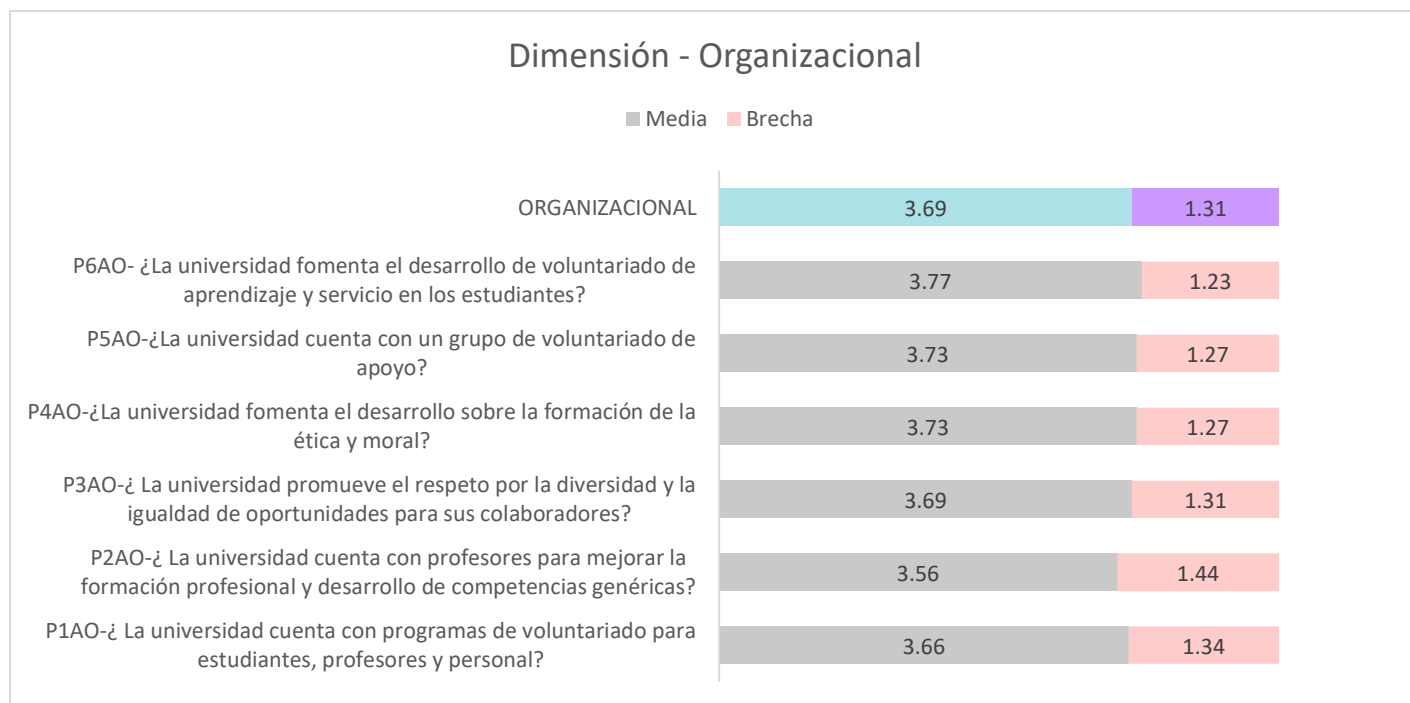 Dimensión - Organizacional
Media Brecha
ORGANIZACIONAL 3.69 1.31
P6AO- ¿La universidad fomenta el desarrollo de voluntariado de
aprendizaje y servicio en los estudiantes?
3.77 1.23
P5AO-¿La universidad cuenta con un grupo de voluntariado de
apoyo?
3.73 1.27
P4AO-¿La universidad fomenta el desarrollo sobre la formación de la
ética y moral?
3.73 1.27
P3AO-¿ La universidad promueve el respeto por la diversidad y la
igualdad de oportunidades para sus colaboradores?
3.69 1.31
P2AO-¿ La universidad cuenta con profesores para mejorar la
formación profesional y desarrollo de competencias genéricas?
3.56 1.44
P1AO-¿ La universidad cuenta con programas de voluntariado para
estudiantes, profesores y personal?
3.66 1.34